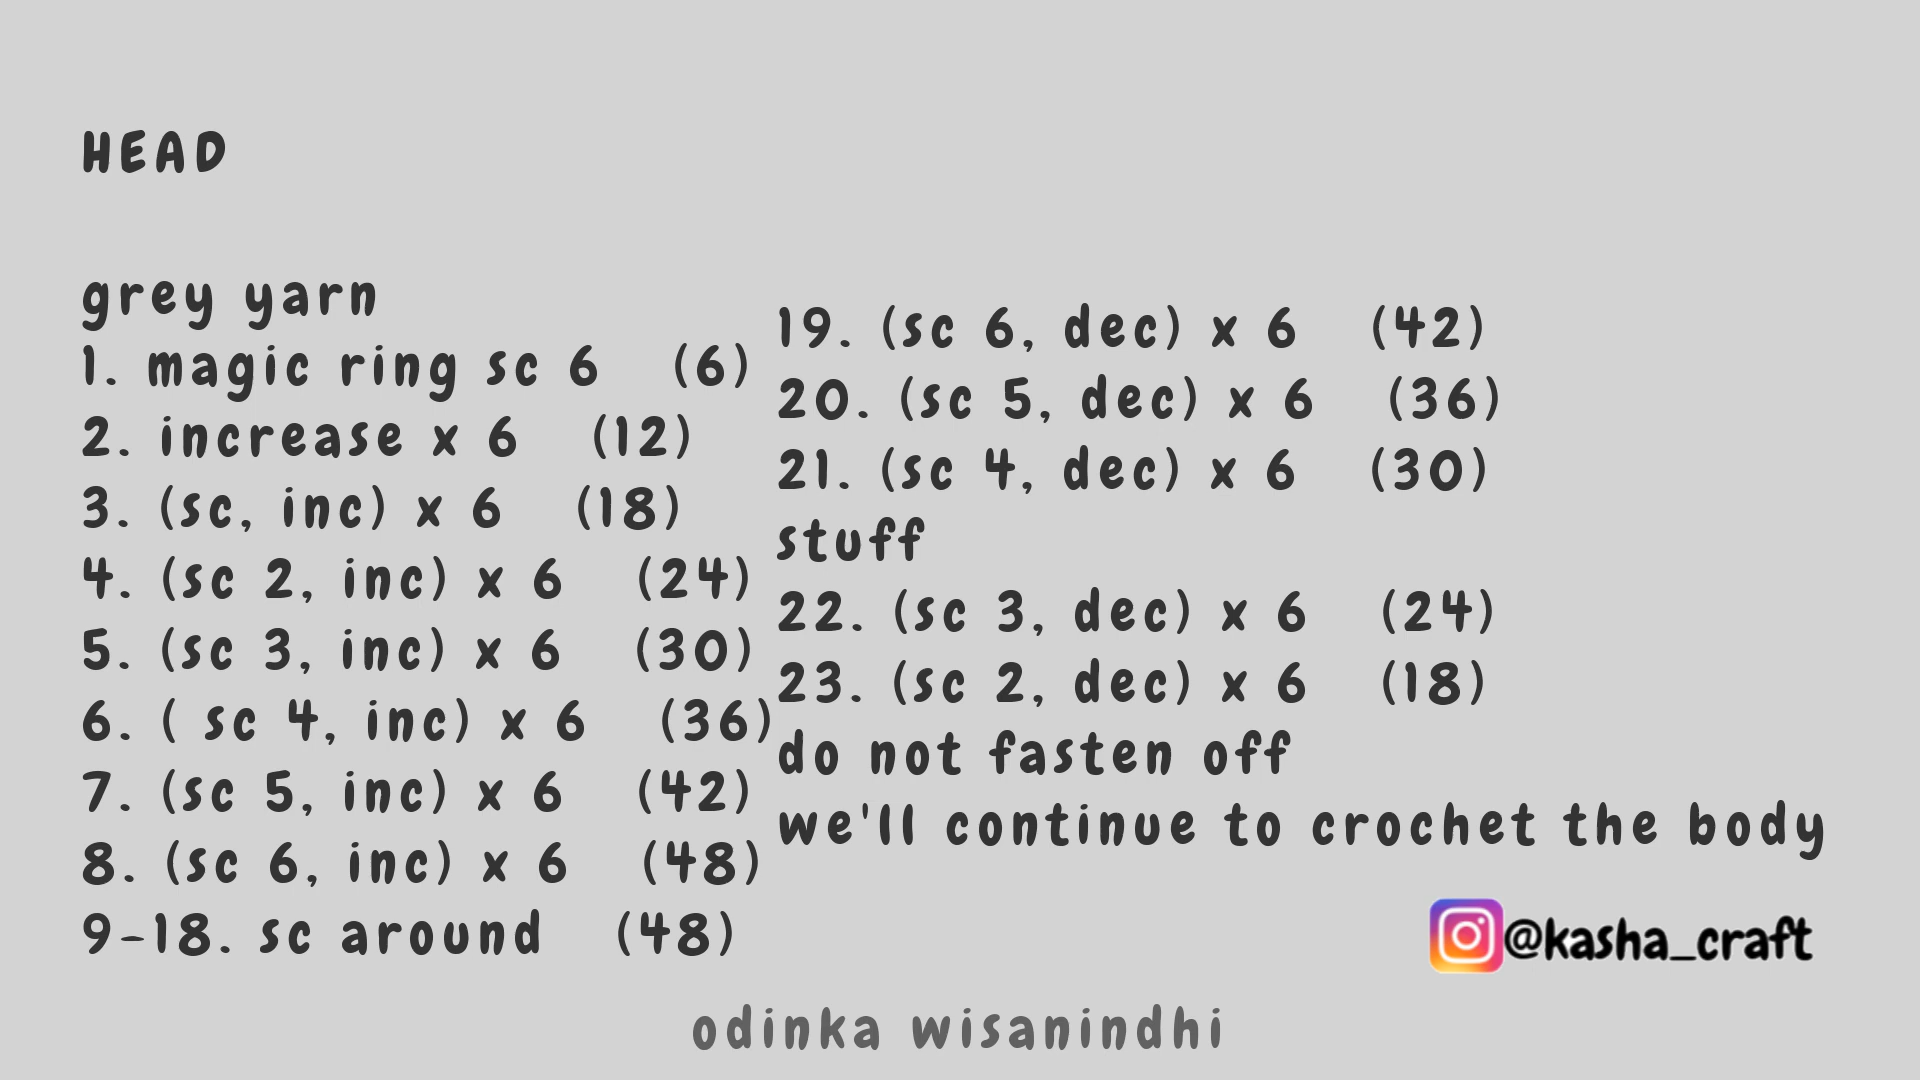 HEAD
grey yarn
1. magic ring sc 6 (6)
2. increase x 6 (12)
3. (sc, inc) x 6 (18)
4. (sc 2, inc) x 6 (24)
5. (sc 3, inc) x 6 (30)
6. ( sc 4, inc) x 6 (36)
7. (sc 5, inc) x 6 (42)
8. (sc 6, inc) x 6 (48)
9-18. sc around (48)
19. (sc 6, dec) x 6 (42)
20. (sc 5, dec) x 6 (36)
21. (sc 4, dec) x 6 (30)
stuff
22. (sc 3, dec) x 6 (24)
23. (sc 2, dec) x 6 (18)
do not fasten off
we'll continue to crochet the body
@kasha_craft
odinka wisanindhi